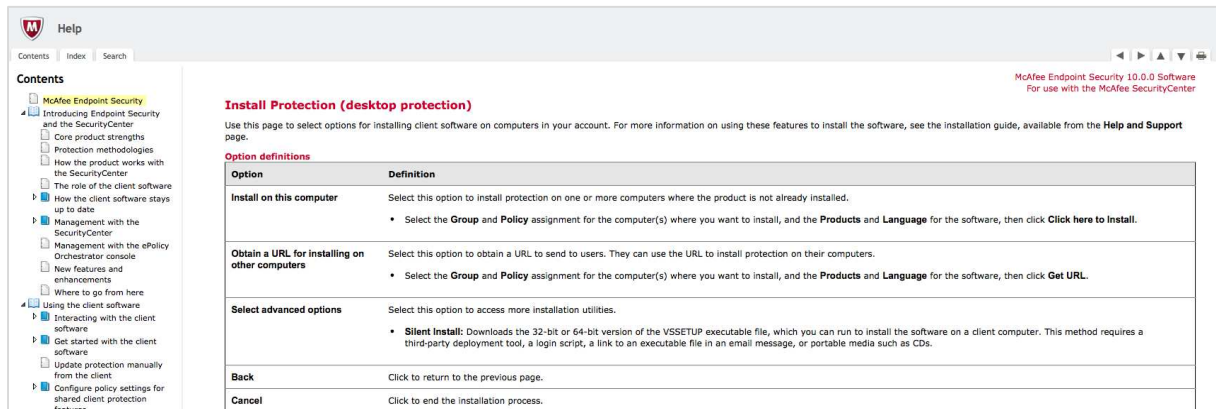 Help
Contents
Index
Search
Contents
McAfee Endpoint Security
Introducing Endpoint Security
and the SecurityCenter
Core product strengths
Protection methodologies
How the product works with
the SecurityCenter
The role of the client software
How the client software stays
up to date
Management with the
SecurityCenter
Management with the ePolicy
Orchestrator console
New features and
enhancements
Where to go from here
Using the client software
Interacting with the client
software
Get started with the client
software
Update protection manually
from the client
Configure policy settings for
shared client protection
McAfee Endpoint Security 10.0.0 Software
For use with the McAfee SecurityCenter
Install Protection (desktop protection)
Use this page to select options for installing client software on computers in your account. For more information on using these features to install the software, see the installation guide, available from the Help and Support
page.
Option definitions
Option
Definition
Install on this computer
Select this option to install protection on one or more computers where the product is not already installed.
• Select the Group and Policy assignment for the computer(s) where you want to install, and the Products and Language for the software, then click Click here to Install.
Obtain a URL for installing on
other computers
Select this option to obtain a URL to send to users. They can use the URL to install protection on their computers.
• Select the Group and Policy assignment for the computer(s) where you want to install, and the Products and Language for the software, then click Get URL.
Select advanced options
Select this option to access more installation utilities.
• Silent Install: Downloads the 32-bit or 64-bit version of the VSSETUP executable file, which you can run to install the software on a client computer. This method requires a
third-party deployment tool, a login script, a link to an executable file in an email message, or portable media such as CDs.
Back
Click to return to the previous page.
Cancel
Click to end the installation process.